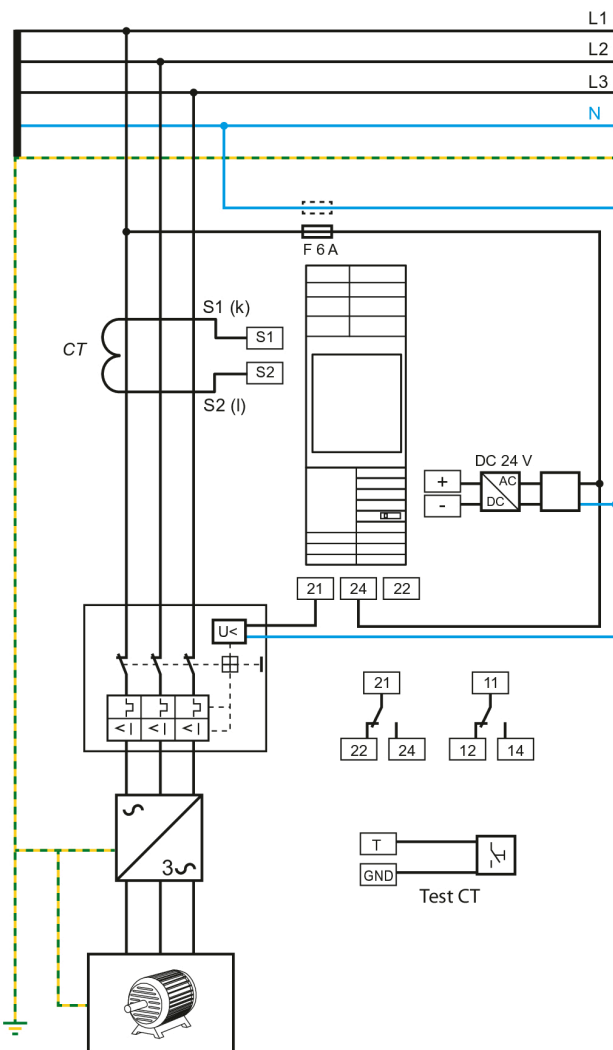 L1
L2
L3
N
F 6 A
S1 (k)
S1
CT
S2
S2 (l)
DC 24 V
+
AC
-
DC
21
24
22
U<
21
11
22
24
12
14
I> I> I>
3
T
GND
Test CT